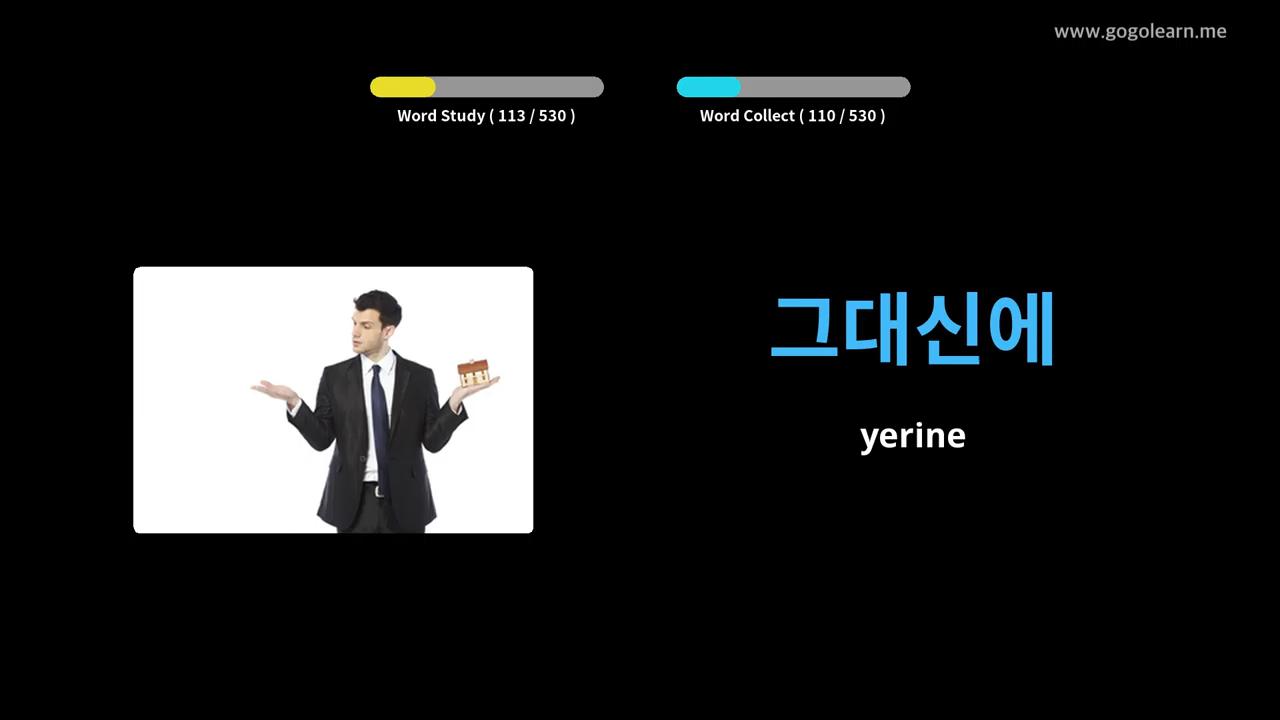 www.gogolearn.me
Word Study ( 113 / 530 )
Word Collect ( 110 / 530 )
그대신에
yerine